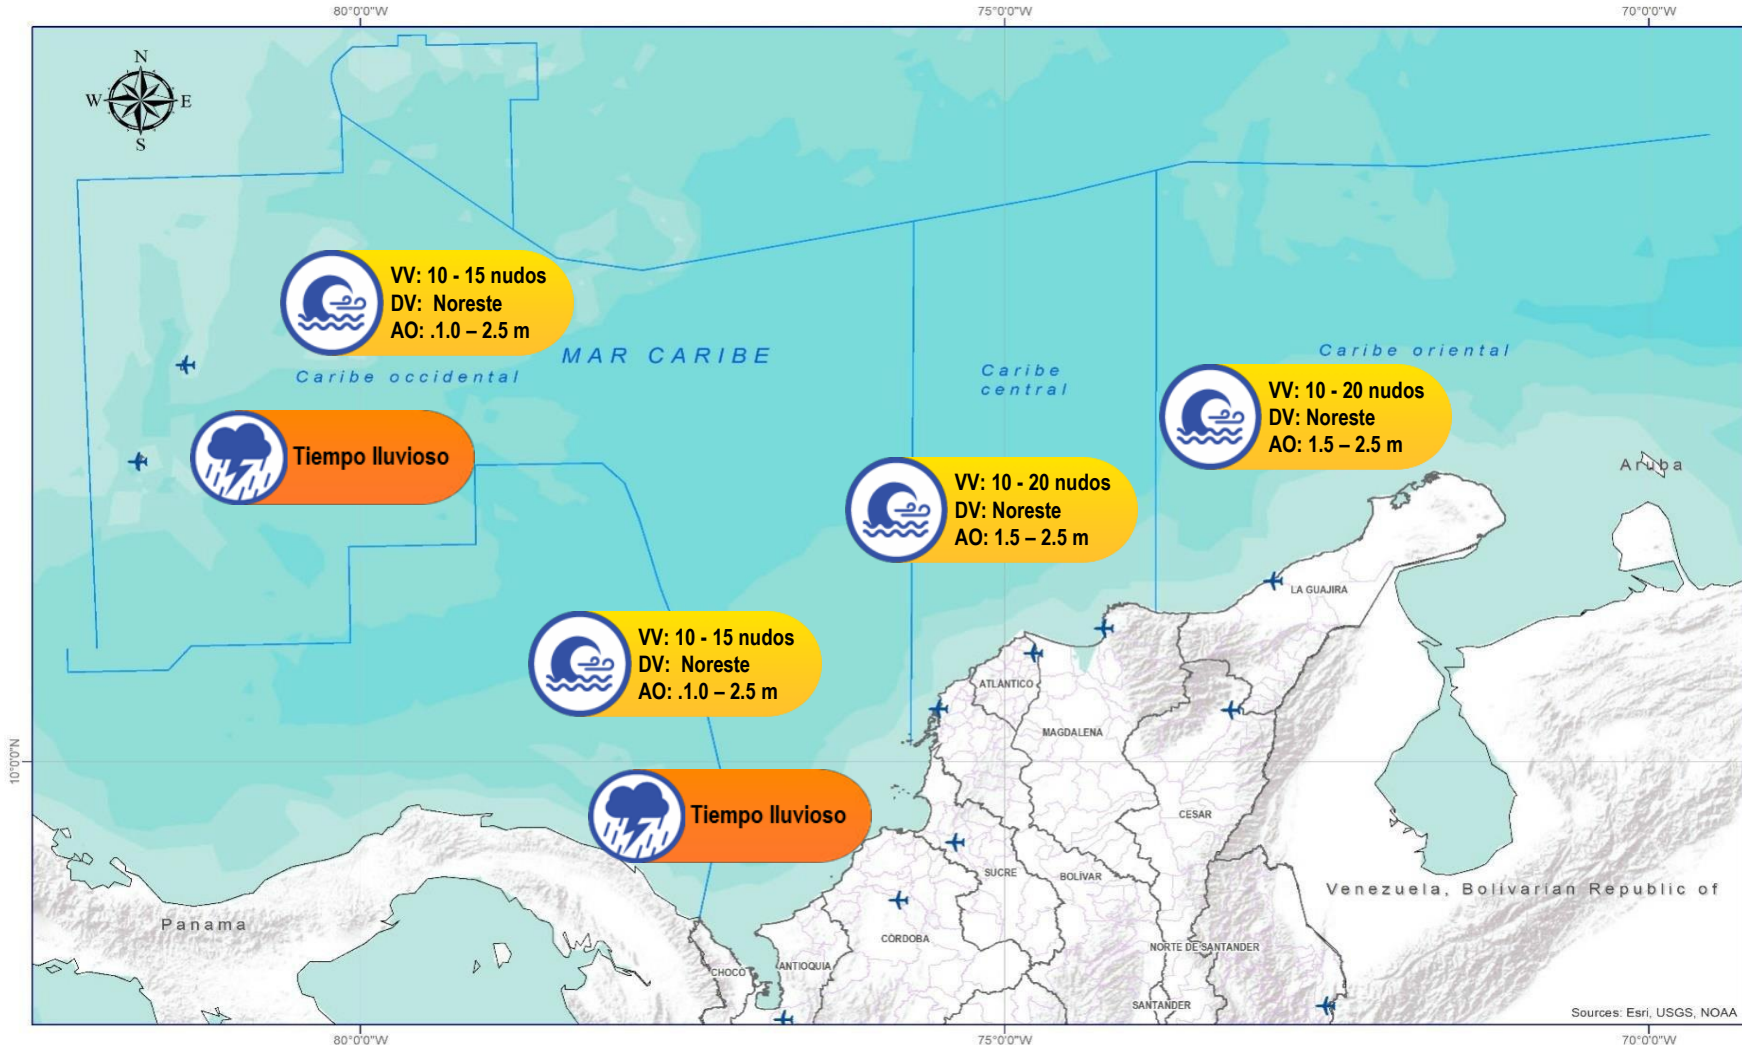 80°0'0"W
75°0'0"W
70°0'0"W
N
W
E
S
VV: 10 - 15 nudos
DV:  Noreste
AO: .1.0 – 2.5 m
MAR CARIBE
Caribe occidental
Caribe
central
Caribe oriental
VV: 10 - 20 nudos
DV: Noreste
AO: 1.5 – 2.5 m
Tiempo lluvioso
VV: 10 - 20 nudos
DV: Noreste
AO: 1.5 – 2.5 m
Aruba
LA GUAJIRA
VV: 10 - 15 nudos
DV:  Noreste
AO: .1.0 – 2.5 m
ATLÁNTICO
MAGDALENA
10°0'0"N
Tiempo lluvioso
CESAR
SUCRE
BOLÍVAR
Venezuela, Bolivarian Republic of
Panama
CÓRDOBA
NORTE DE SANTANDER
CHOCÓ
ANTIOQUIA
SANTANDER
Sources: Esri, USGS, NOAA
80°0'0"W
75°0'0"W
70°0'0"W